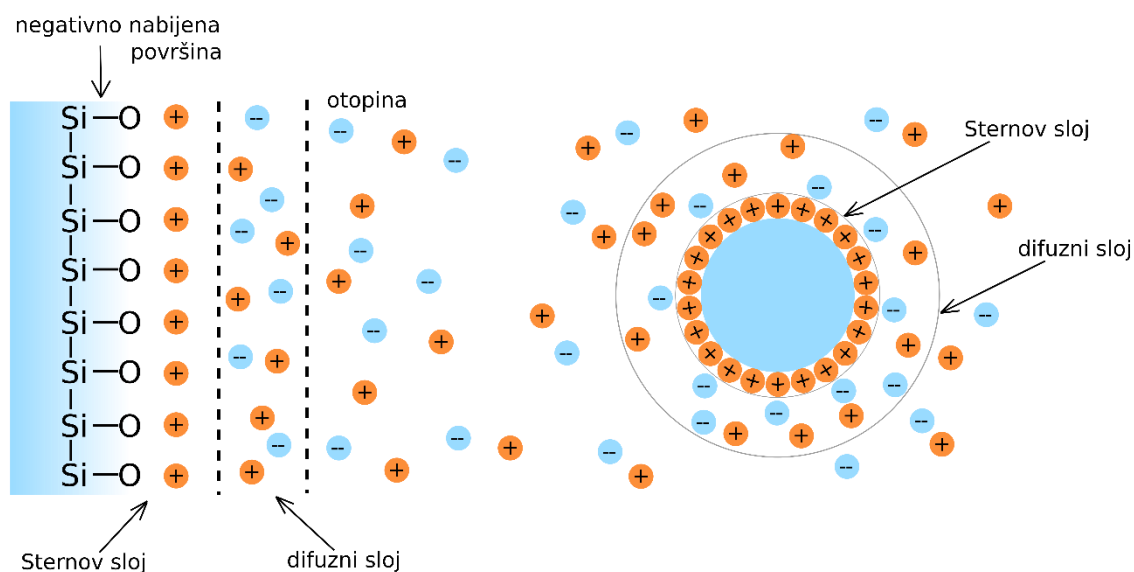 negativno nabijena
površina
otopina
Si—O +
Si—O +
Si—O +
Si—O +
Si—O +
Si—O +
Si—O +
Si—O +
Sternov sloj
difuzni sloj
Sternov sloj
difuzni sloj